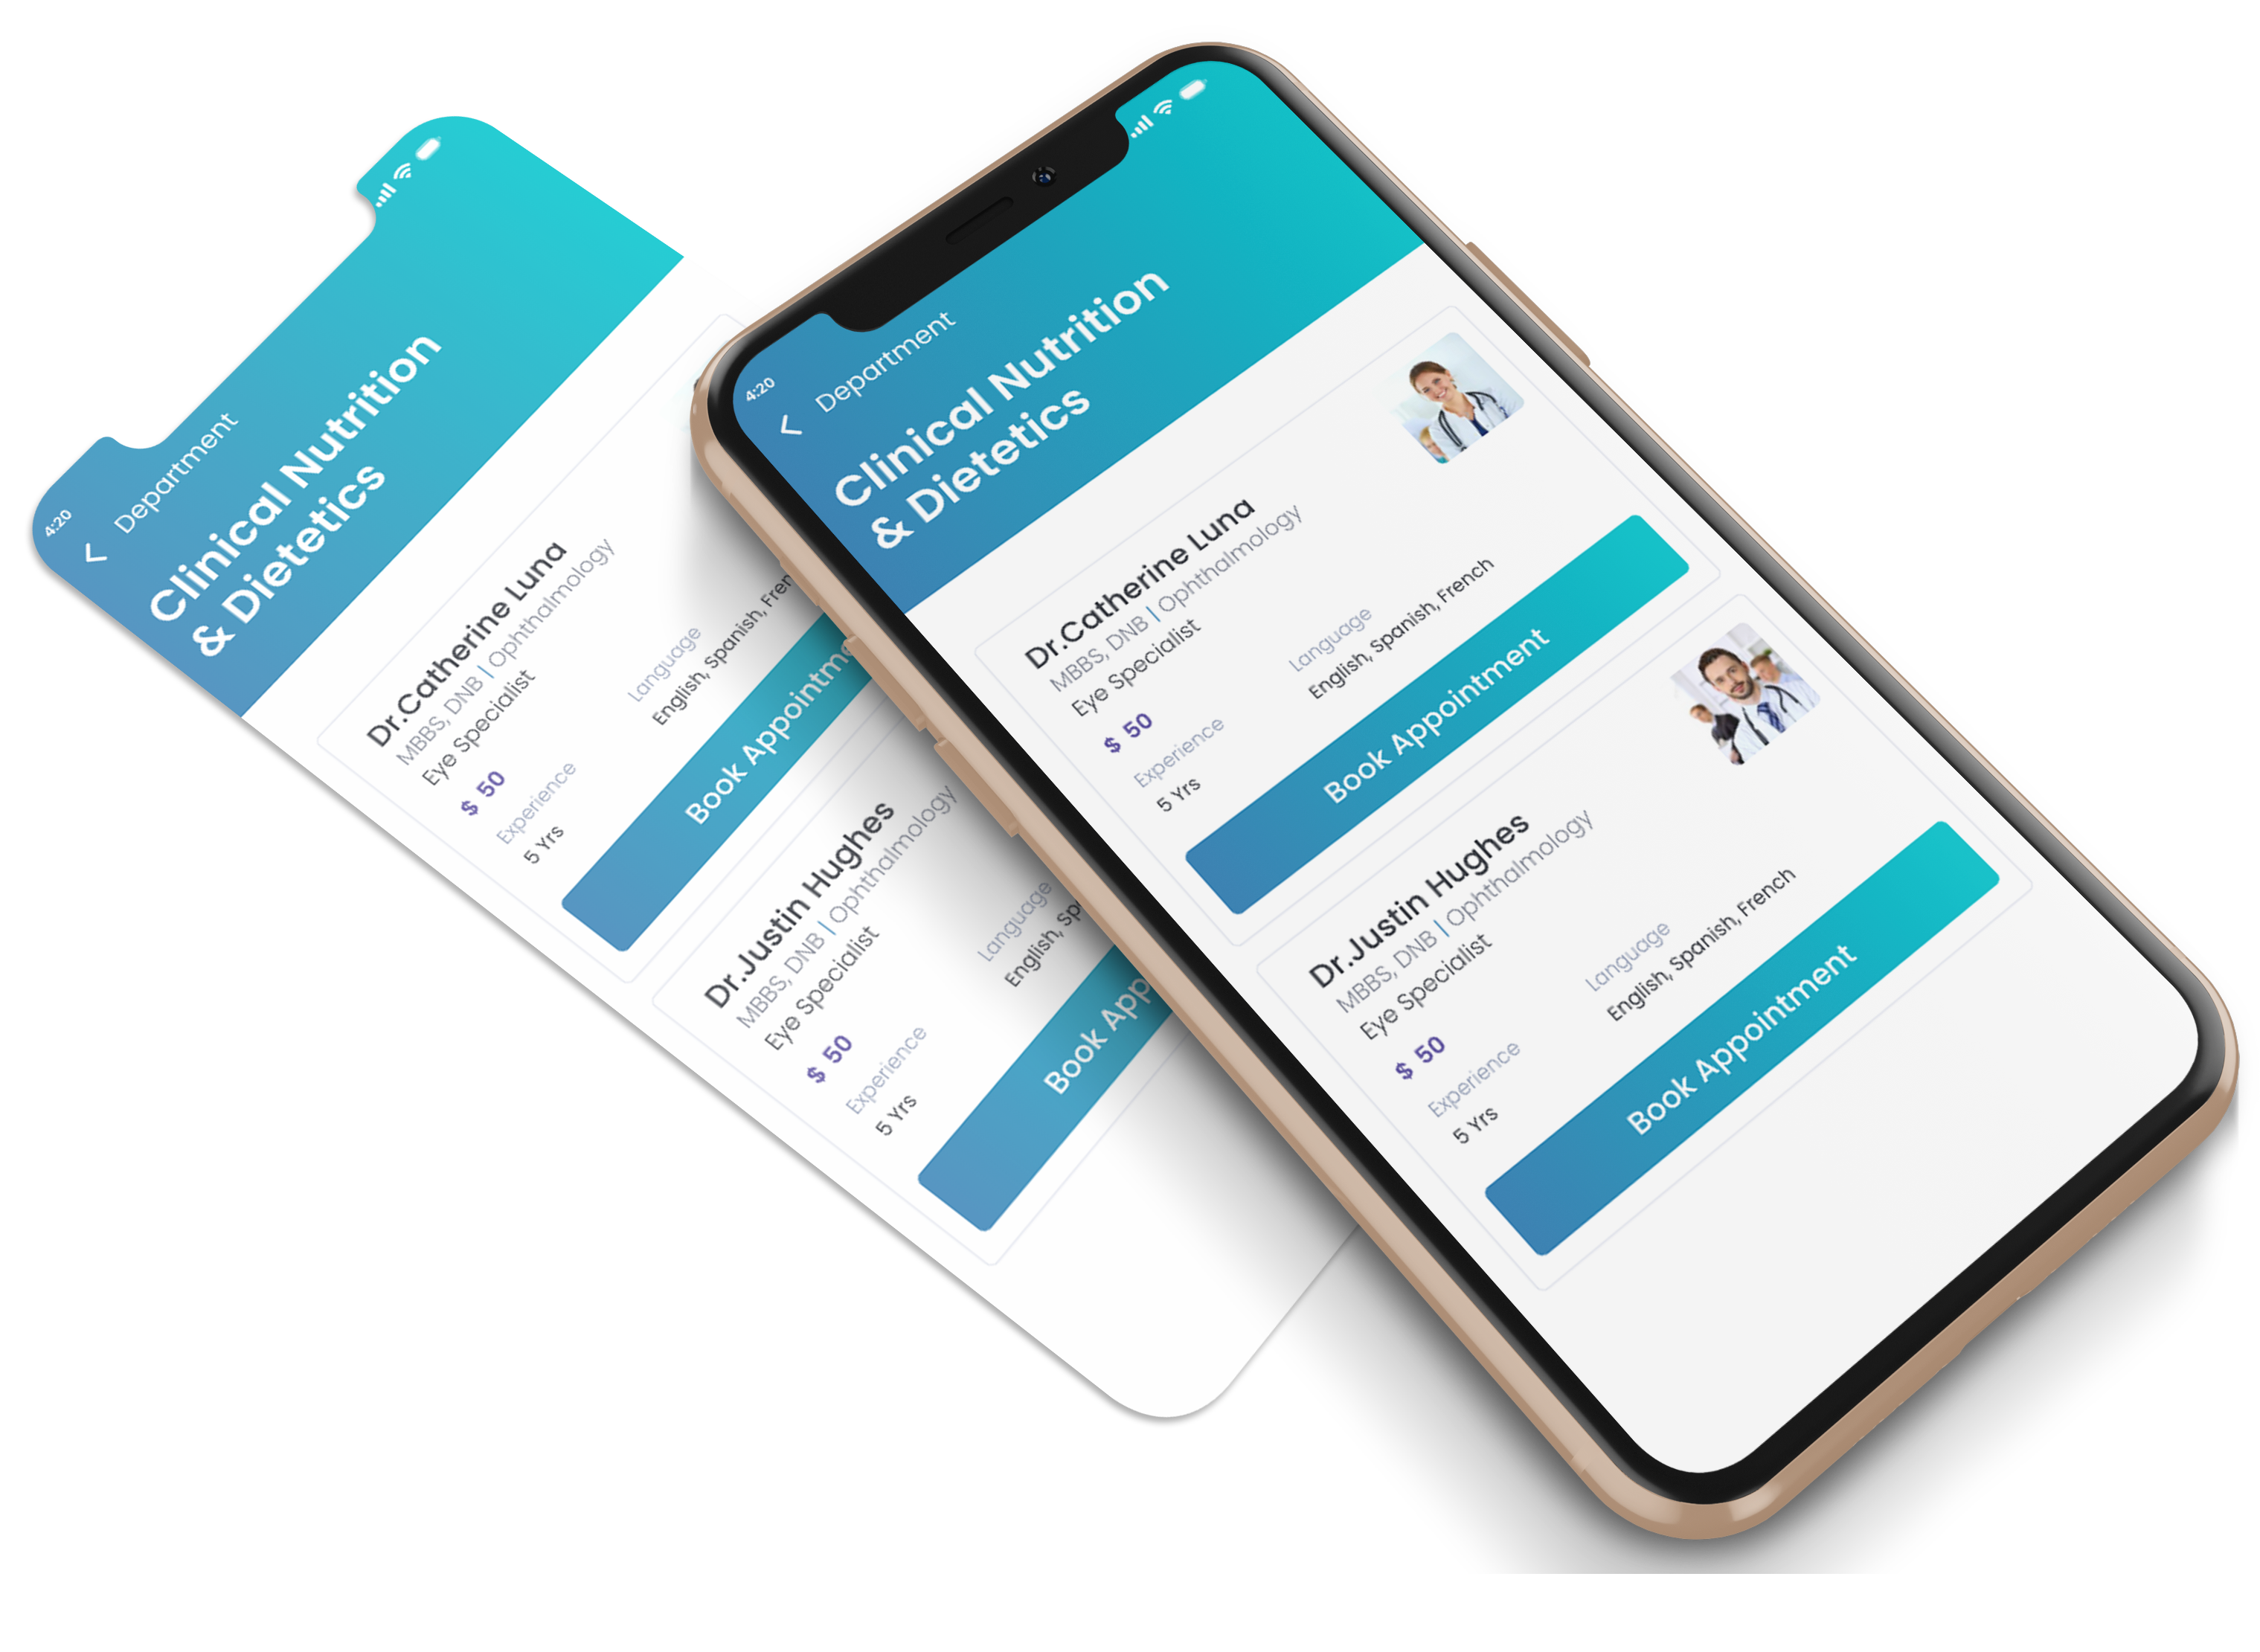 4:20
Department
Clinical Nutrition
& Dietetics
Dr.Catherine Luna
MBBS, DNB | Ophthalmology
Eye Specialist
$ 50
Experience
5 Yrs
Language
English, Spanish, Fren
Book Appointme
Dr.Justin Hughes
MBBS, DNB | Ophthalmology
Eye Specialist
$ 50
Experience
5 Yrs
Language
English, Sp
Book App
4:20
Department
Clinical Nutrition
& Dietetics
Dr.Catherine Luna
MBBS, DNB | Ophthalmology
Eye Specialist
$ 50
Experience
5 Yrs
Language
English, Spanish, French
Book Appointment
Dr.Justin Hughes
MBBS, DNB | Ophthalmology
Eye Specialist
$ 50
Experience
5 Yrs
Language
English, Spanish, French
Book Appointment